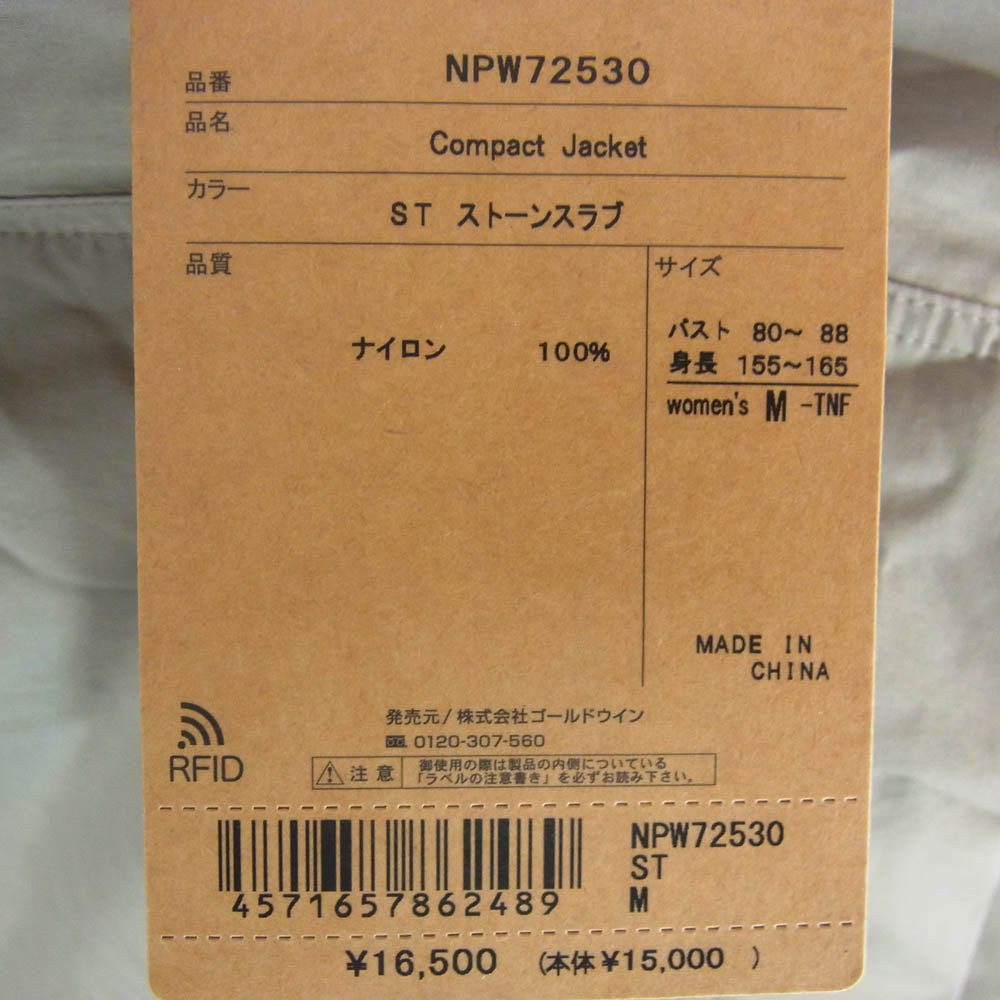 品番 NPW72530
品名 Compact Jacket
カラー ST ストーンスラブ
品質
ナイロン 100%
サイズ
バスト 80〜 88
身長 155〜165
women's M -TNF
MADE IN
CHINA
発売元/株式会社ゴールドウイン
0120-307-560
RFID
注意
御使用の際は製品の内側についている
「ラベルの注意書き」を必ずお読み下さい。
4571657862489
NPW72530
ST
M
¥16,500 (本体¥15,000 )